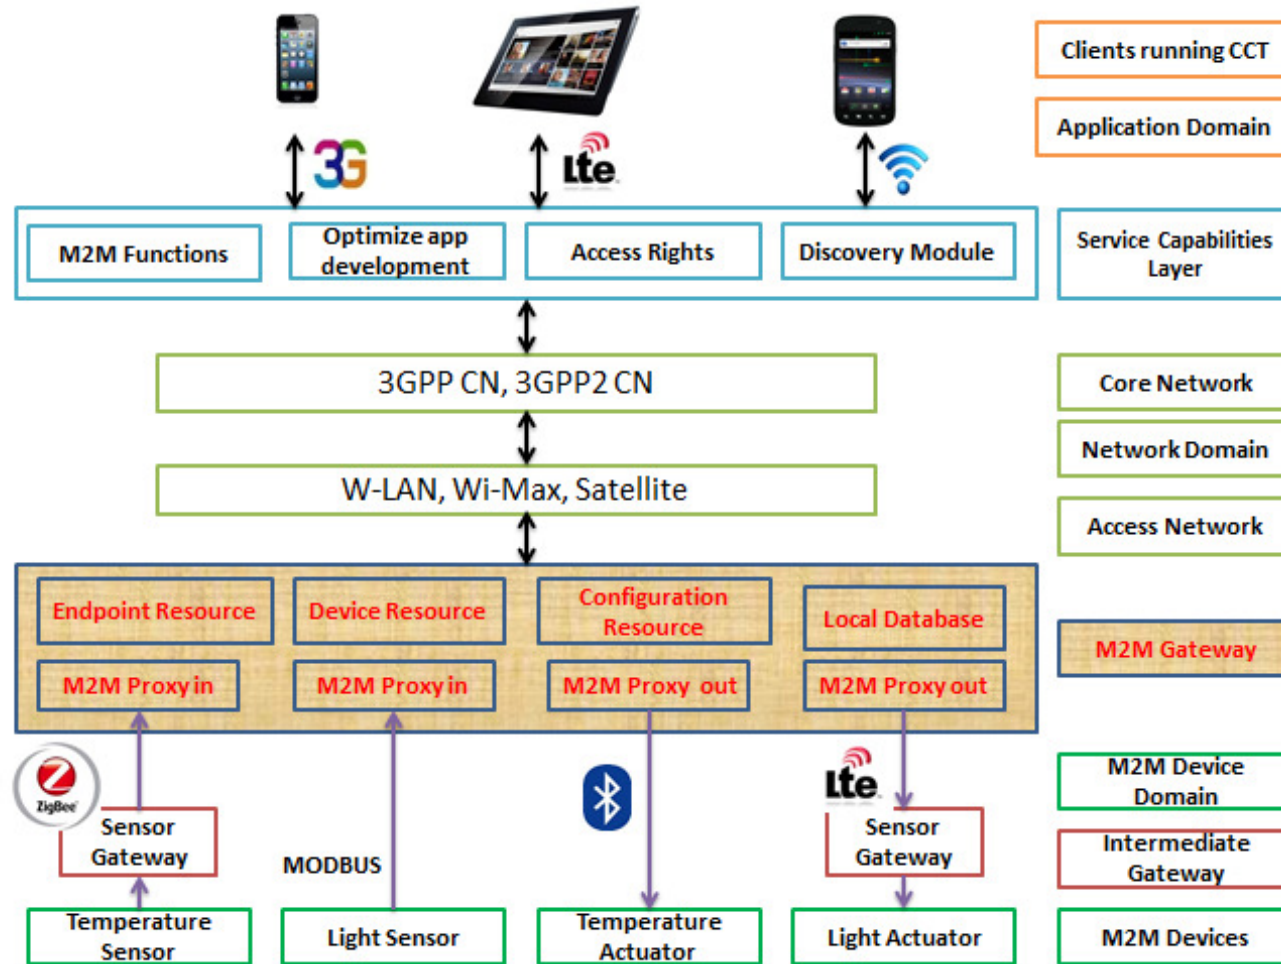 Clients running CCT
Application Domain
3G
Lte
M2M Functions
Optimize app
development
Access Rights
Discovery Module
Service Capabilities
Layer
3GPP CN, 3GPP2 CN
Core Network
Network Domain
W-LAN, Wi-Max, Satellite
Access Network
Endpoint Resource
Device Resource
Configuration
Resource
Local Database
M2M Gateway
M2M Proxy in
M2M Proxy in
M2M Proxy out
M2M Proxy out
ZigBee
Lte
M2M Device
Domain
Sensor
Gateway
MODBUS
Sensor
Gateway
Intermediate
Gateway
Temperature
Sensor
Light Sensor
Temperature
Actuator
Light Actuator
M2M Devices